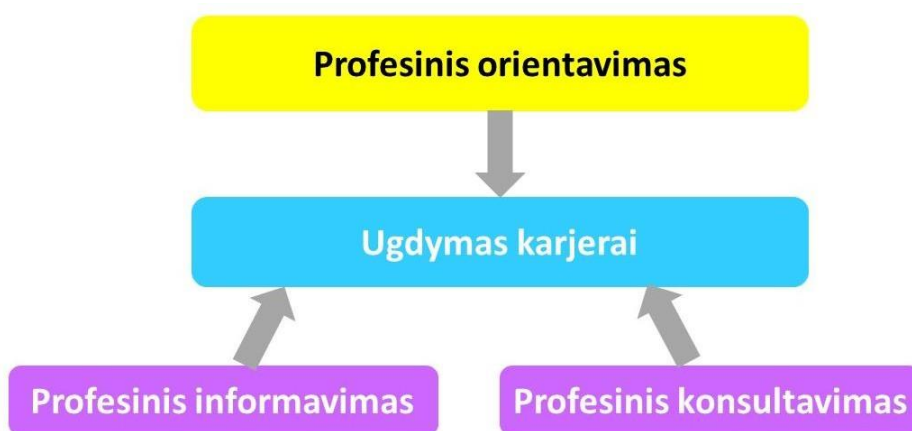 Profesinis orientavimas
Ugdymas karjerai
Profesinis informavimas
Profesinis konsultavimas